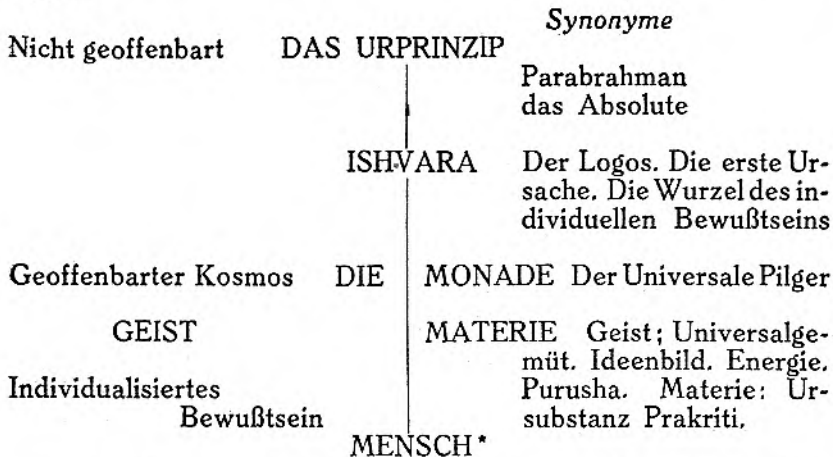 Synonyme
Nicht geoffenbart DAS URPRINZIP
Parabrahman
das Absolute
ISHVARA Der Logos. Die erste Ur-
sache. Die Wurzel des in-
dividuellen Bewußtseins
Geoffenbarter Kosmos DIE MONADE Der Universale Pilger
GEIST MATERIE Geist; Universalge-
müt. Ideenbild. Energie.
Individualisiertes Purusha. Materie: Ur-
Bewußtsein substanz Prakriti.
MENSCH*